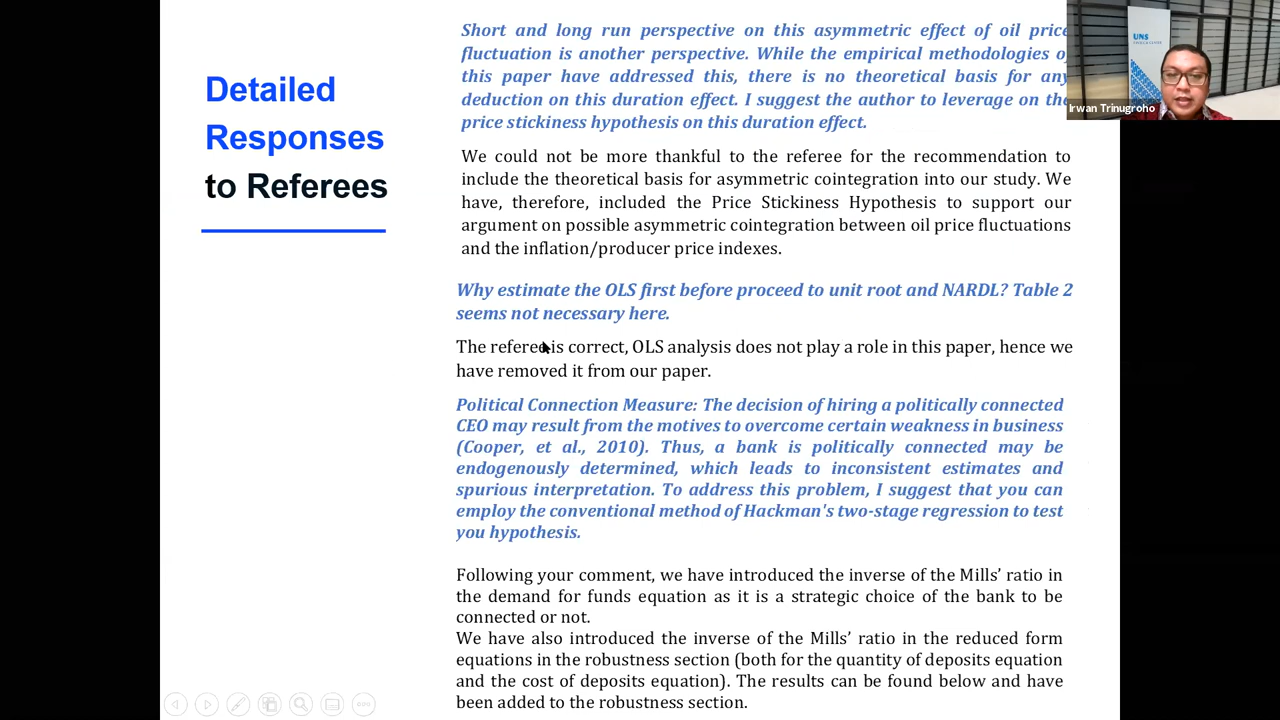 Detailed
Responses
to Referees
Short and long run perspective on this asymmetric effect of oil price
fluctuation is another perspective. While the empirical methodologies o
this paper have addressed this, there is no theoretical basis for any
deduction on this duration effect. I suggest the author to leverage on the
price stickiness hypothesis on this duration effect.
We could not be more thankful to the referee for the recommendation to
include the theoretical basis for asymmetric cointegration into our study. We
have, therefore, included the Price Stickiness Hypothesis to support our
argument on possible asymmetric cointegration between oil price fluctuations
and the inflation/producer price indexes.
Why estimate the OLS first before proceed to unit root and NARDL? Table 2
seems not necessary here.
The referee is correct, OLS analysis does not play a role in this paper, hence we
have removed it from our paper.
Political Connection Measure: The decision of hiring a politically connected
CEO may result from the motives to overcome certain weakness in business
(Cooper, et al., 2010). Thus, a bank is politically connected may be
endogenously determined, which leads to inconsistent estimates and
spurious interpretation. To address this problem, I suggest that you can
employ the conventional method of Hackman's two-stage regression to test
you hypothesis.
Following your comment, we have introduced the inverse of the Mills’ ratio in
the demand for funds equation as it is a strategic choice of the bank to be
connected or not.
We have also introduced the inverse of the Mills’ ratio in the reduced form
equations in the robustness section (both for the quantity of deposits equation
and the cost of deposits equation). The results can be found below and have
been added to the robustness section.
UNS
Irwan Trinugroho